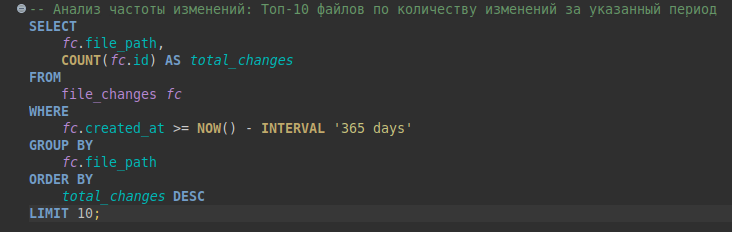 -- Анализ частоты изменений: Топ-10 файлов по количеству изменений за указанный период
SELECT
    fc.file_path,
    COUNT(fc.id) AS total_changes
FROM
    file_changes fc
WHERE
    fc.created_at >= NOW() - INTERVAL '365 days'
GROUP BY
    fc.file_path
ORDER BY
    total_changes DESC
LIMIT 10;